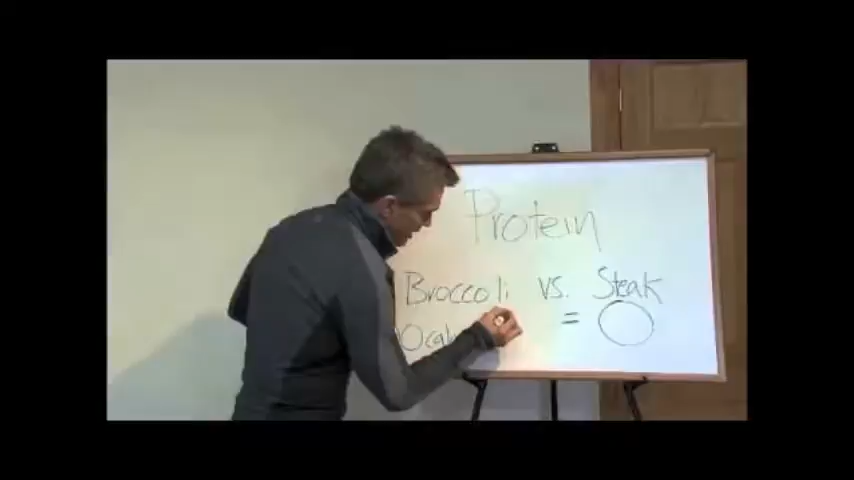 Protein
Broccoli vs. Steak
=